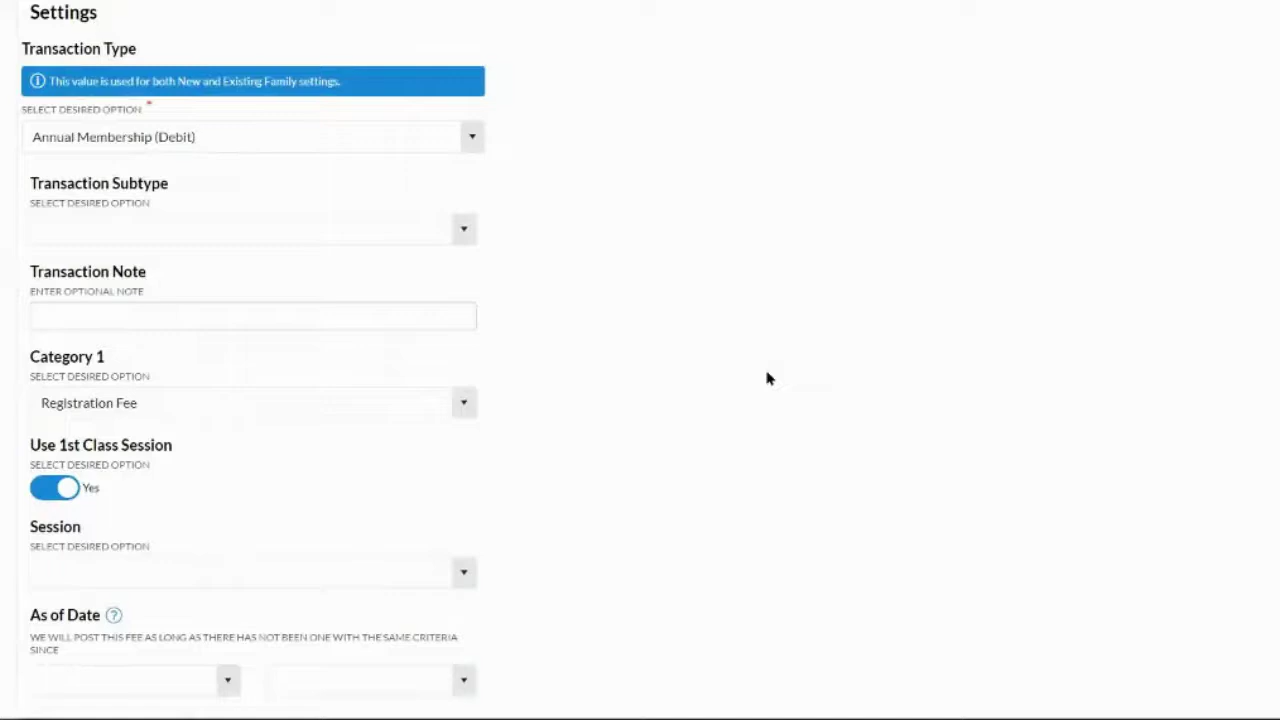 Settings
Transaction Type
This value is used for both New and Existing Family settings.
SELECT DESIRED OPTION *
Annual Membership (Debit)
Transaction Subtype
SELECT DESIRED OPTION
Transaction Note
ENTER OPTIONAL NOTE
Category 1
SELECT DESIRED OPTION
Registration Fee
Use 1st Class Session
SELECT DESIRED OPTION
Yes
Session
SELECT DESIRED OPTION
As of Date ?
WE WILL POST THIS FEE AS LONG AS THERE HAS NOT BEEN ONE WITH THE SAME CRITERIA
SINCE